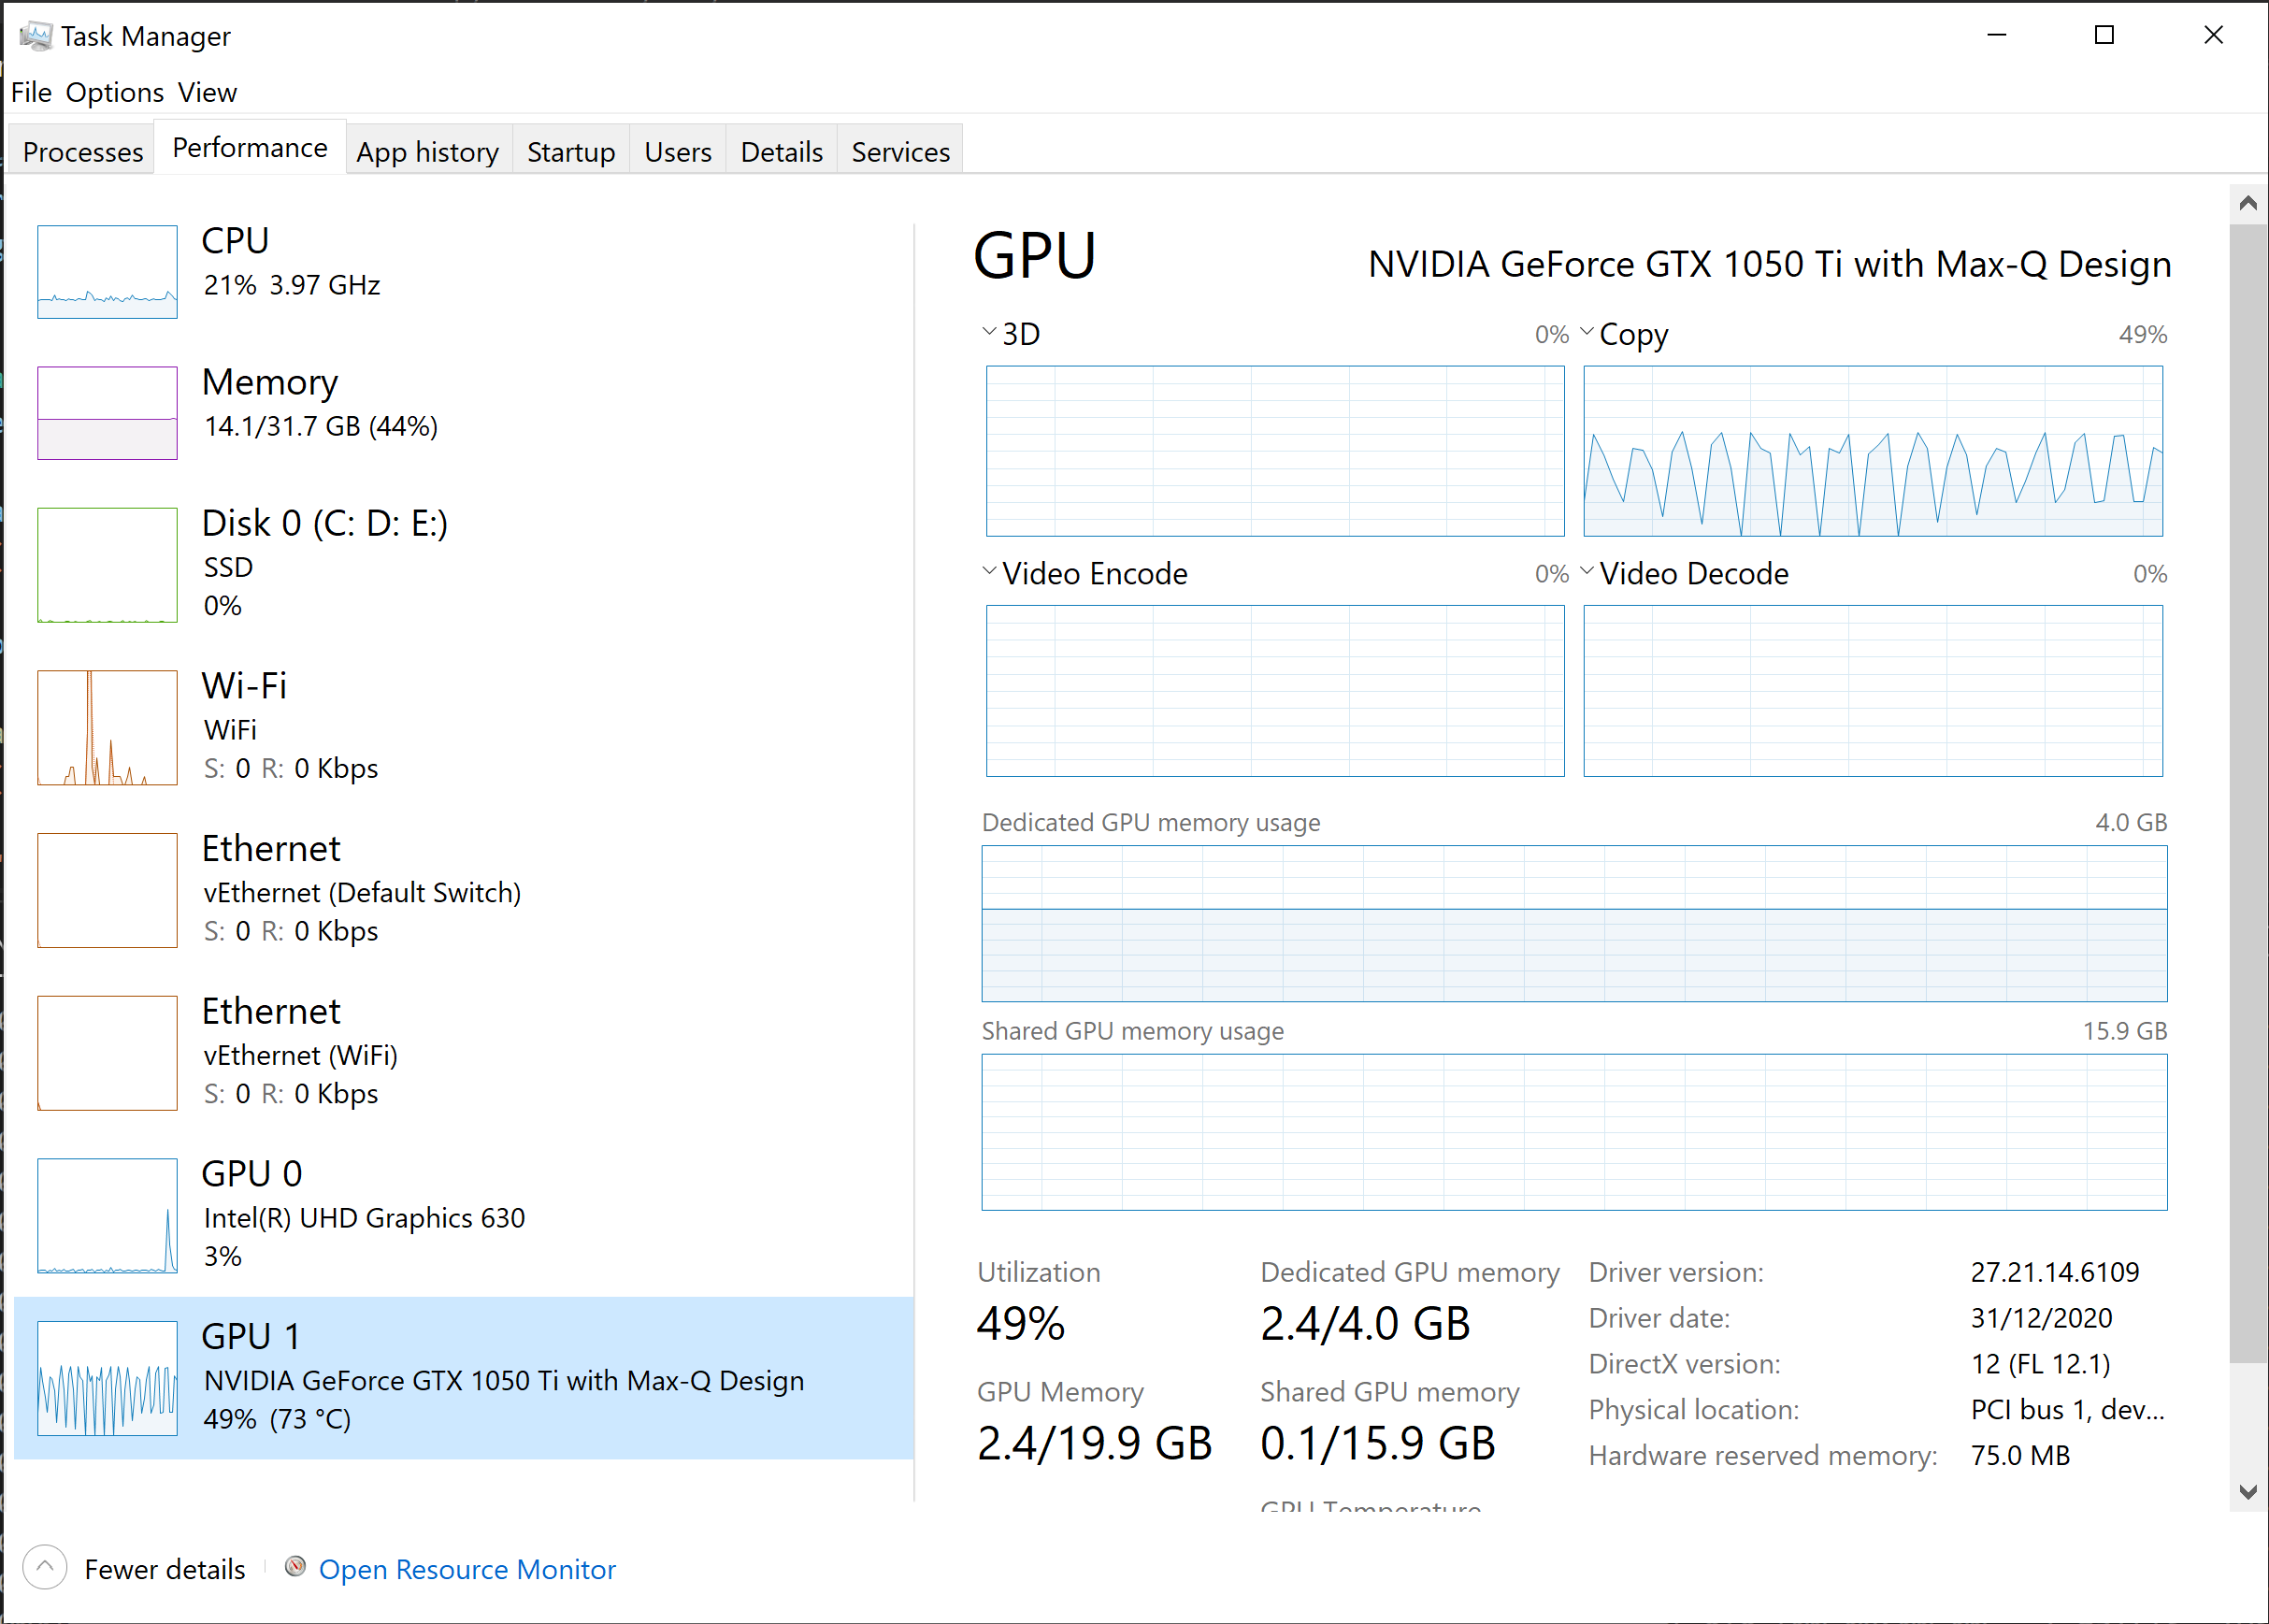 Task Manager
File Options View
Processes Performance App history Startup Users Details Services
CPU
21% 3.97 GHz
Memory
14.1/31.7 GB (44%)
Disk 0 (C: D: E:)
SSD
0%
Wi-Fi
WiFi
S: 0 R: 0 Kbps
Ethernet
vEthernet (Default Switch)
S: 0 R: 0 Kbps
Ethernet
vEthernet (WiFi)
S: 0 R: 0 Kbps
GPU 0
Intel(R) UHD Graphics 630
3%
GPU 1
NVIDIA GeForce GTX 1050 Ti with Max-Q Design
49% (73 °C)
GPU NVIDIA GeForce GTX 1050 Ti with Max-Q Design
3D 0% Copy 49%
Video Encode 0% Video Decode 0%
Dedicated GPU memory usage 4.0 GB
Shared GPU memory usage 15.9 GB
Utilization
49%
Dedicated GPU memory
2.4/4.0 GB
GPU Memory
2.4/19.9 GB
Shared GPU memory
0.1/15.9 GB
GPU Temperature
Driver version: 27.21.14.6109
Driver date: 31/12/2020
DirectX version: 12 (FL 12.1)
Physical location: PCI bus 1, dev...
Hardware reserved memory: 75.0 MB
Fewer details Open Resource Monitor